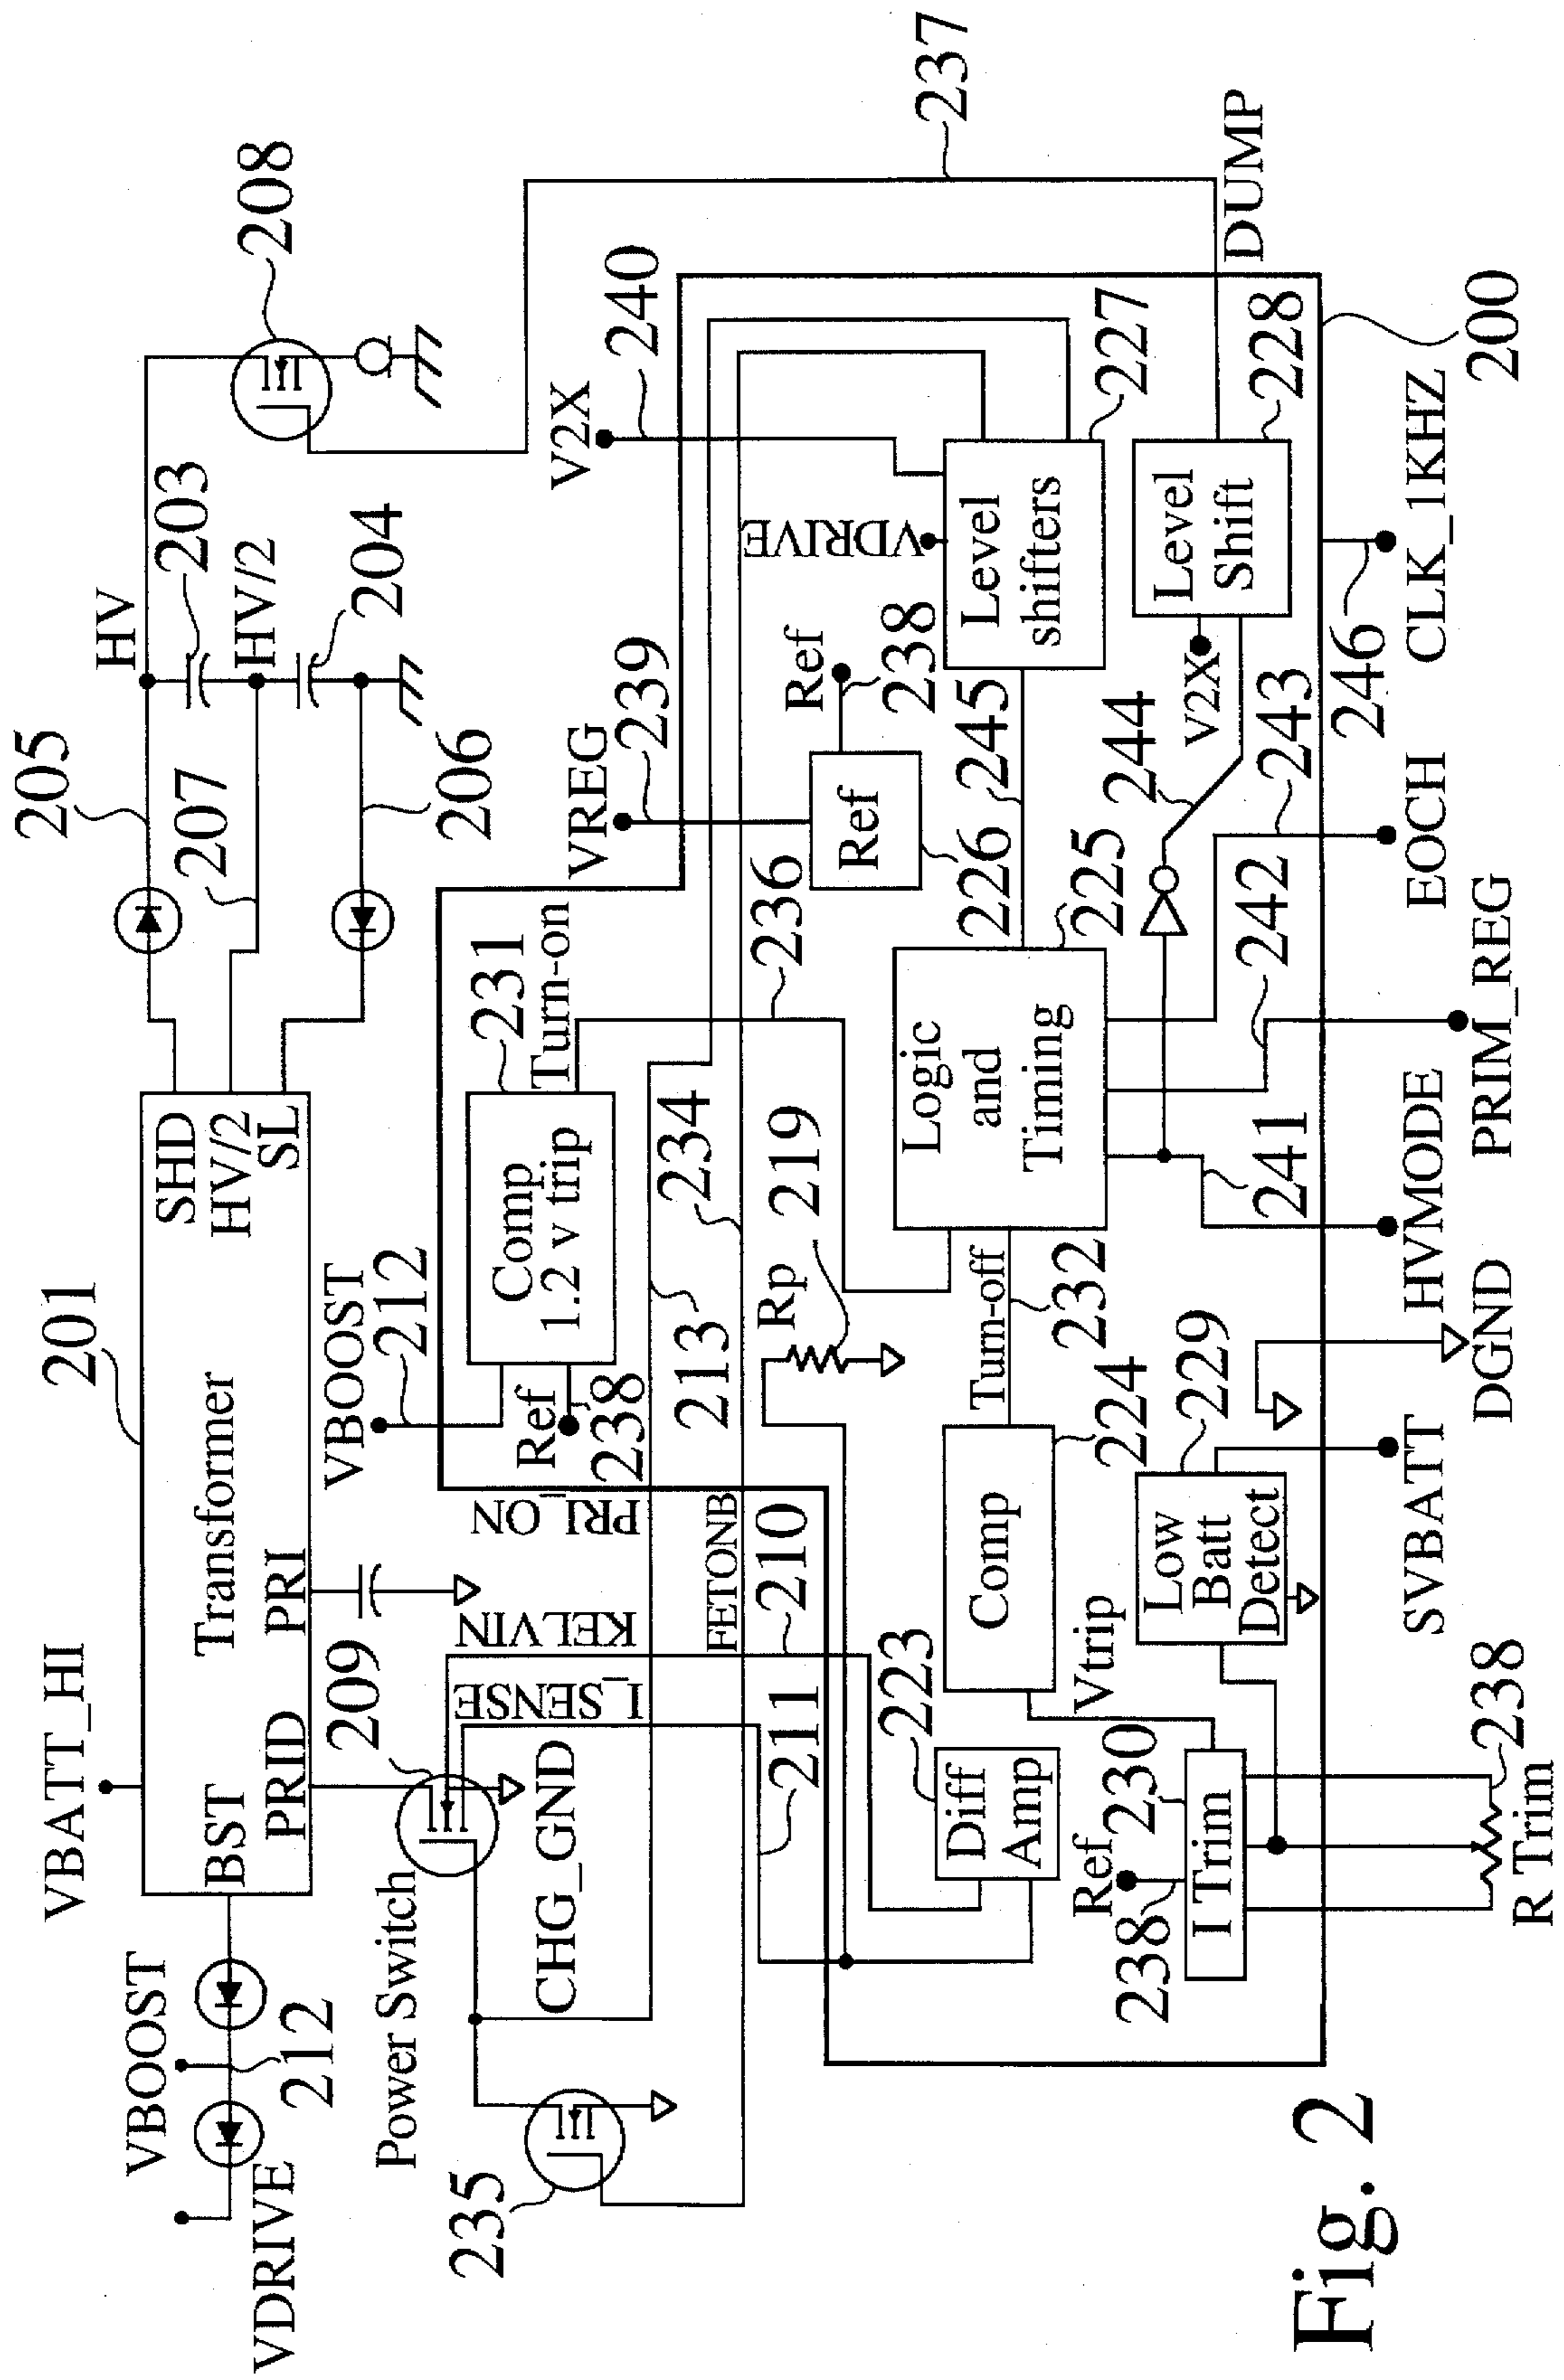 VBATT_HI
201
Transformer
BST
PRID
PRI
SHD
HV/2
SL
VBOOST
212
VDRIVE
205
207
206
HV
203
HV/2
204
208
Power Switch
209
CHG_GND
I_SENSE
KELVIN
PRI_ON
FETONB
235
VBOOST
212
Ref
238
Comp
1.2 v trip
231
Turn-on
213
234
236
VREG
239
V2X
240
237
211
210
Rp
219
Ref
226
Ref
238
VDRIVE
Level
shifters
227
223
Diff
Amp
Comp
224
Turn-off
232
Logic
and
Timing
225
245
Vtrip
Ref
238
230
I Trim
Low
Batt
Detect
229
244
V2X
Level
Shift
228
DUMP
241
242
243
246
200
238
R Trim
SVBATT
DGND
HVMODE
PRIM_REG
EOCH
CLK_1KHZ
Fig. 2